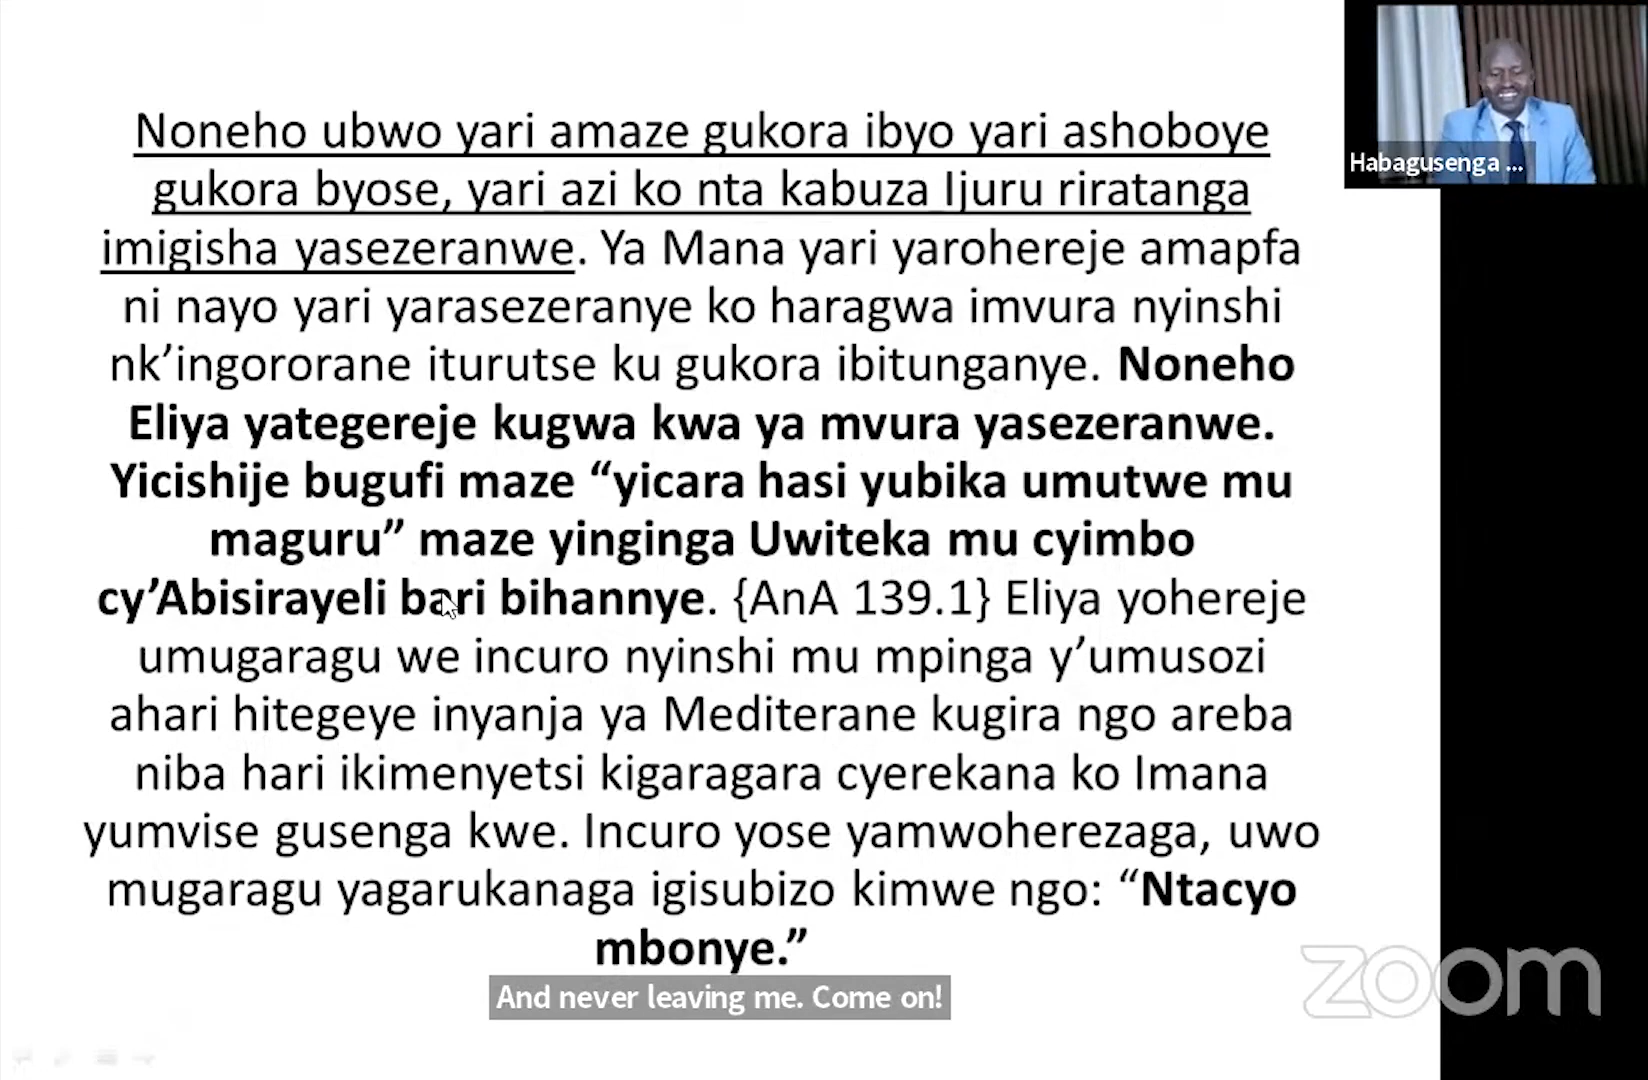 Noneho ubwo yari amaze gukora ibyo yari ashoboye
gukora byose, yari azi ko nta kabuza Ijuru riratanga
imigisha yasezeranwe. Ya Mana yari yarohereje amapfa
ni nayo yari yarasezeranye ko haragwa imvura nyinshi
nk’ingororane iturutse ku gukora ibitunganye. Noneho
Eliya yategereje kugwa kwa ya mvura yasezeranwe.
Yicishije bugufi maze “yicara hasi yubika umutwe mu
maguru” maze yinginga Uwiteka mu cyimbo
cy’Abisirayeli bari bihannye. {AnA 139.1} Eliya yohereje
umugaragu we incuro nyinshi mu mpinga y’umusozi
ahari hitegeye inyanja ya Mediterane kugira ngo areba
niba hari ikimenyetsi kigaragara cyerekana ko Imana
yumvise gusenga kwe. Incuro yose yamwoherezaga, uwo
mugaragu yagarukanaga igisubizo kimwe ngo: “Ntacyo
mbonye.”
And never leaving me. Come on!
Habagusenga ...
zoom